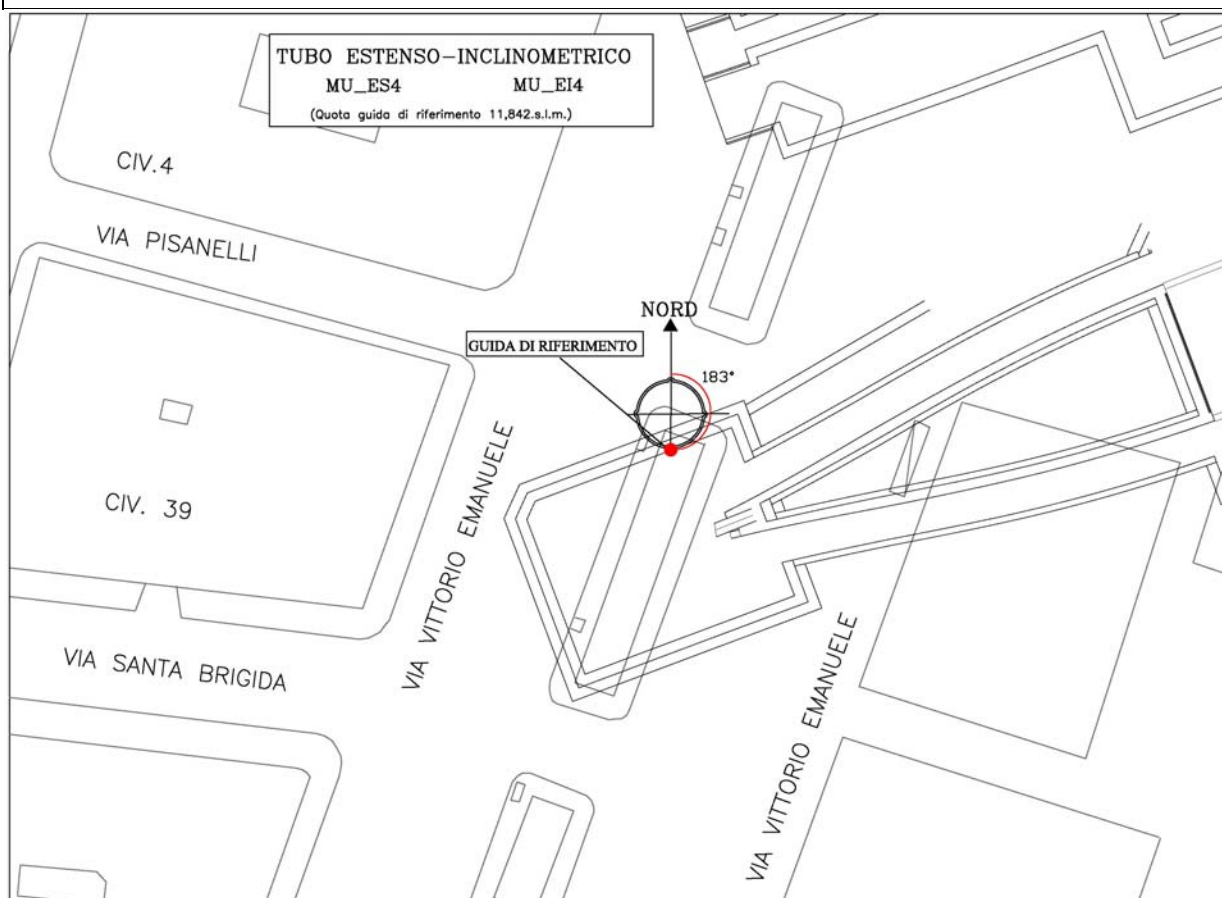 TUBO ESTENSO-INCLINOMETRICO
MU_ES4 MU_EI4
(Quota guida di riferimento 11,842.s.l.m.)
CIV.4
VIA PISANELLI
NORD
GUIDA DI RIFERIMENTO
183°
CIV. 39
VIA VITTORIO EMANUELE
VIA SANTA BRIGIDA
VIA VITTORIO EMANUELE